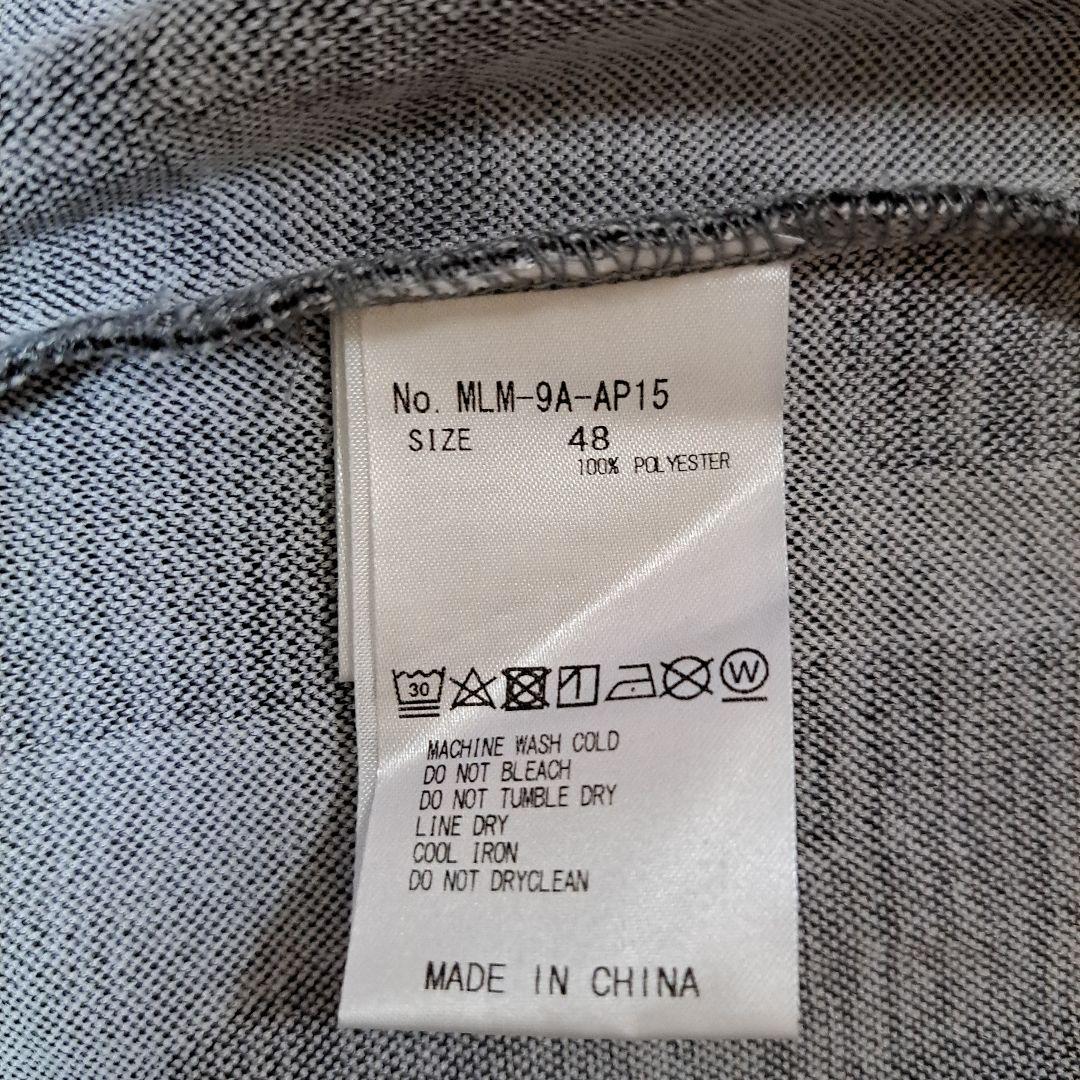 No. MLM-9A-AP15
SIZE 48
100% POLYESTER
30 W
MACHINE WASH COLD
DO NOT BLEACH
DO NOT TUMBLE DRY
LINE DRY
COOL IRON
DO NOT DRYCLEAN
MADE IN CHINA